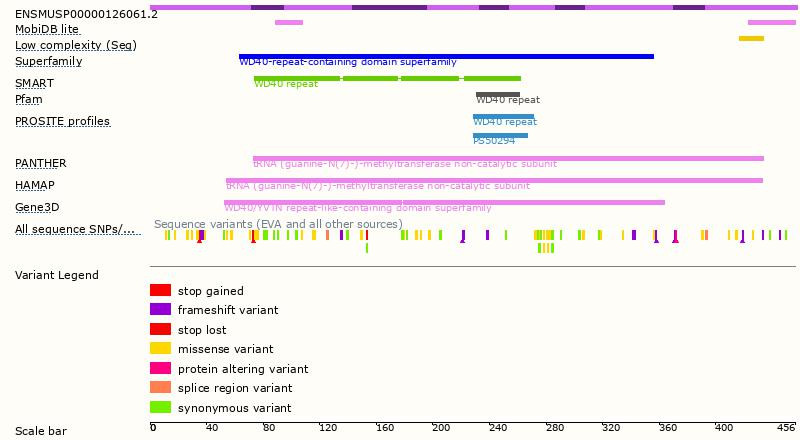 ENSMUSP00000126061.2
MobiDB lite
Low complexity (Seg)
Superfamily
WD40-repeat-containing domain superfamily
SMART
WD40 repeat
Pfam
WD40 repeat
PROSITE profiles
WD40 repeat
PS50294
PANTHER
tRNA (guanine-N(7)-)-methyltransferase non-catalytic subunit
HAMAP
tRNA (guanine-N(7)-)-methyltransferase non-catalytic subunit
Gene3D
WD40/YVTN repeat-like-containing domain superfamily
Sequence variants (EVA and all other sources)
All sequence SNPs/...
Variant Legend
stop gained
frameshift variant
stop lost
missense variant
protein altering variant
splice region variant
synonymous variant
Scale bar
0 40 80 120 160 200 240 280 320 360 400 456